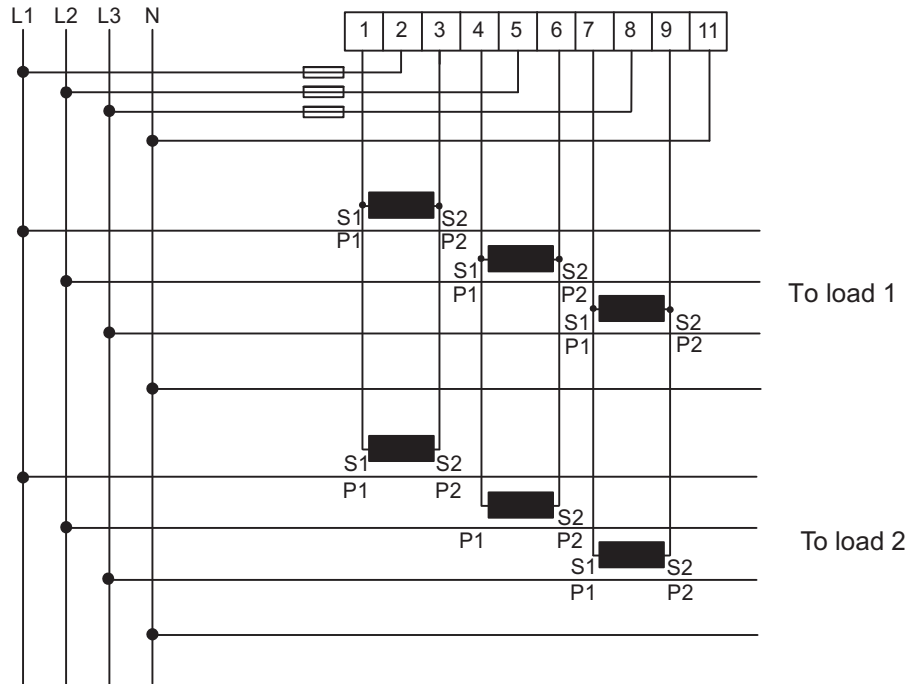 L1 L2 L3 N
1 2 3 4 5 6 7 8 9 11
S1 S2
P1 P2
S1 S2
P1 P2
To load 1
S1 S2
P1 P2
S1 S2
P1 P2
S2
P1 P2
To load 2
S1 S2
P1 P2